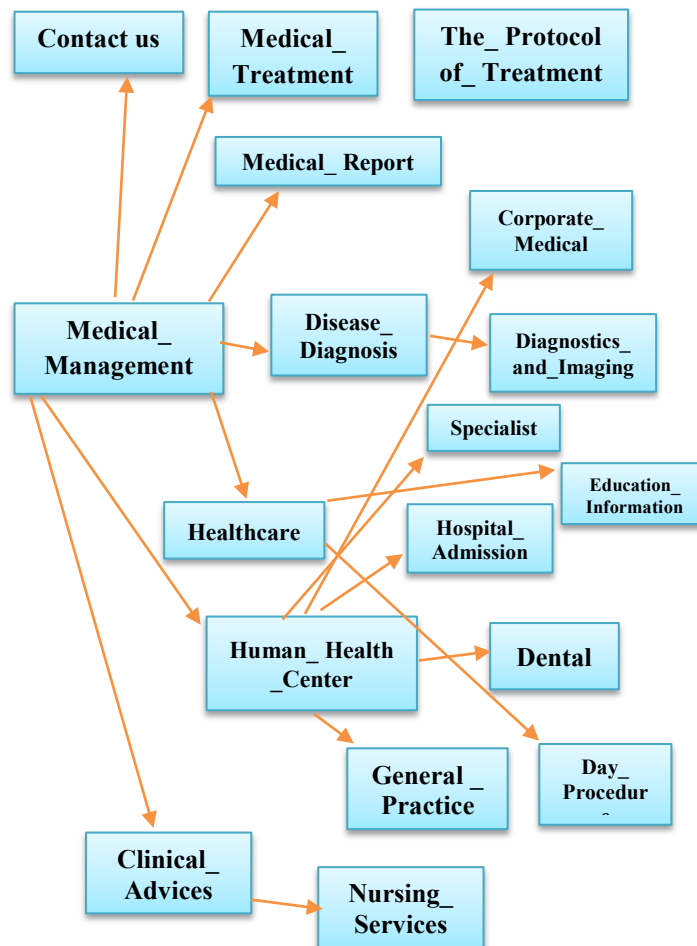 Contact us
Medical_
Treatment
The_ Protocol
of_ Treatment
Medical_ Report
Corporate_
Medical
Medical_
Management
Disease_
Diagnosis
Diagnostics_
and_Imaging
Specialist
Education_
Information
Healthcare
Hospital_
Admission
Human_ Health
_Center
Dental
General _
Practice
Day_
Procedur
Clinical_
Advices
Nursing_
Services